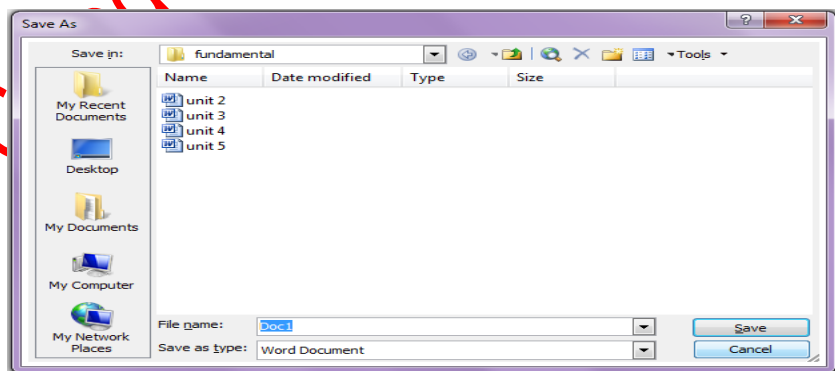 Save As
Save in:
fundamental
Tools
Name Date modified Type Size
unit 2
unit 3
unit 4
unit 5
My Recent
Documents
Desktop
My Documents
My Computer
My Network
Places
File name: Doc1
Save as type: Word Document
Save
Cancel